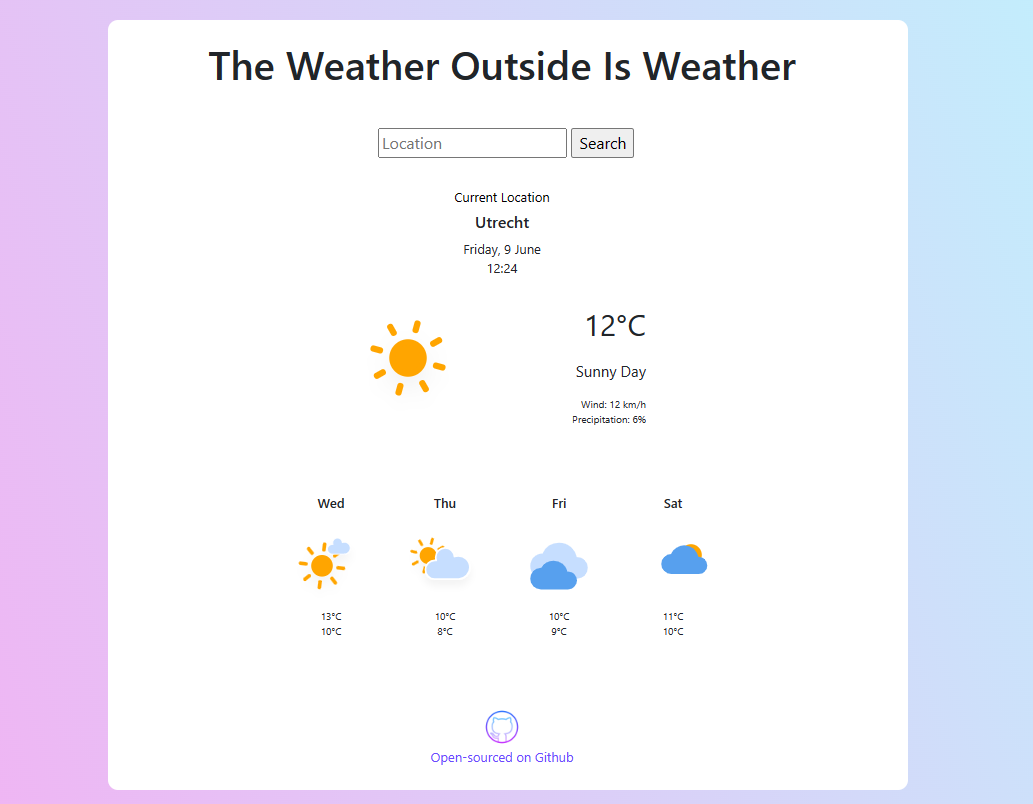 The Weather Outside Is Weather
Location Search
Current Location
Utrecht
Friday, 9 June
12:24
12°C
Sunny Day
Wind: 12 km/h
Precipitation: 6%
Wed Thu Fri Sat
13°C 10°C 10°C 11°C
10°C 8°C 9°C 10°C
Open-sourced on Github